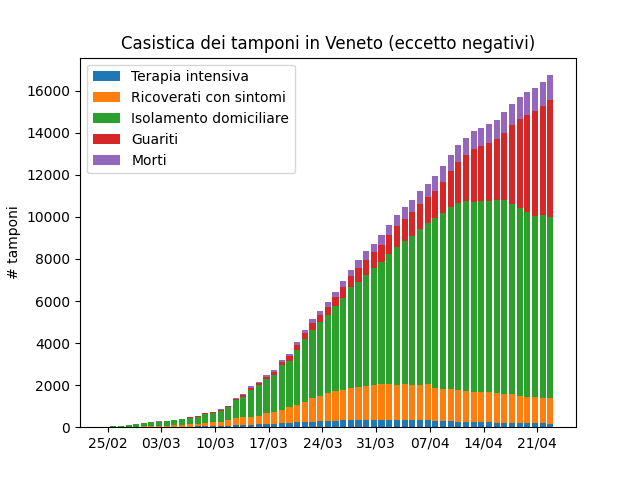 Casistica dei tamponi in Veneto (eccetto negativi)
Terapia intensiva
Ricoverati con sintomi
Isolamento domiciliare
Guariti
Morti
# tamponi
16000
14000
12000
10000
8000
6000
4000
2000
0
25/02 03/03 10/03 17/03 24/03 31/03 07/04 14/04 21/04